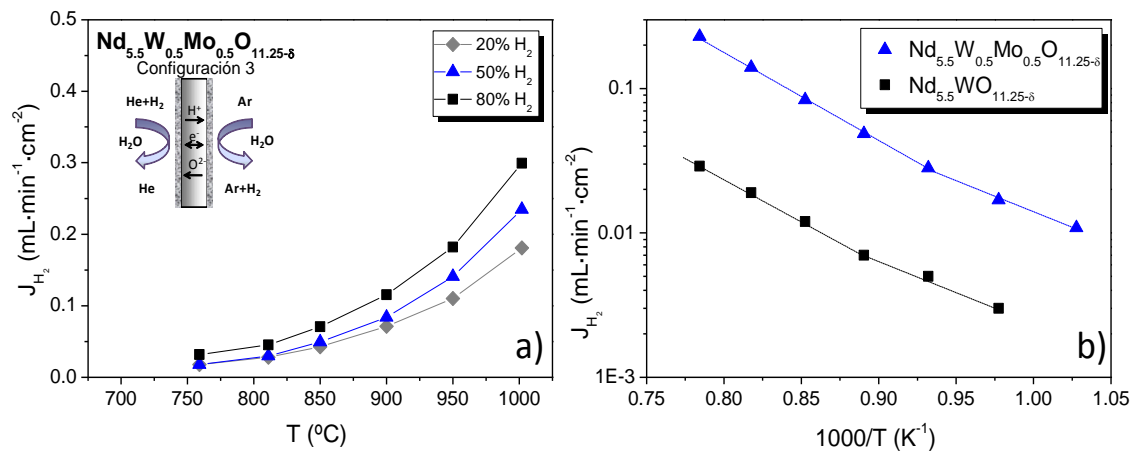 Nd5.5W0.5Mo0.5O11.25-δ
Configuración 3
He+H2
H2O
He
H+
e-
O2-
Ar
H2O
Ar+H2
20% H2
50% H2
80% H2
JH2 (mL·min-1·cm-2)
0.5
0.4
0.3
0.2
0.1
0.0
700 750 800 850 900 950 1000
T (ºC)
a)
Nd5.5W0.5Mo0.5O11.25-δ
Nd5.5WO11.25-δ
JH2 (mL·min-1·cm-2)
0.1
0.01
1E-3
0.75 0.80 0.85 0.90 0.95 1.00 1.05
1000/T (K-1)
b)